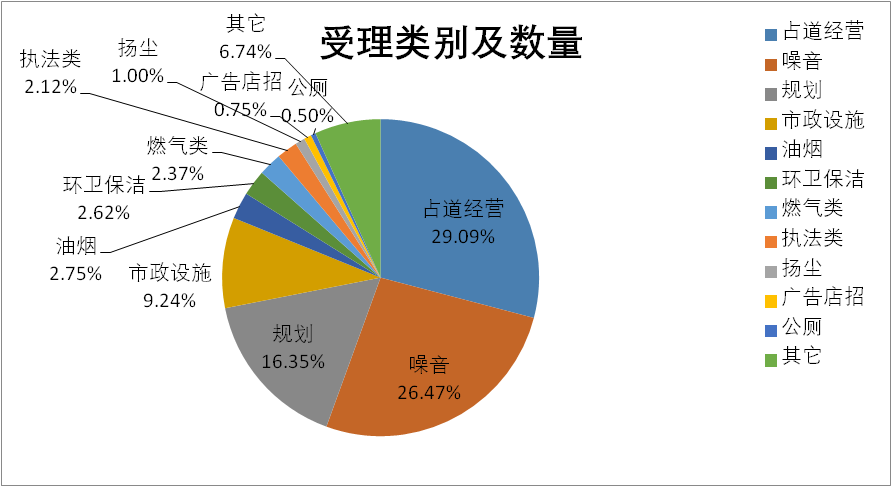 受理类别及数量
其它
6.74%
扬尘
1.00%
执法类
2.12%
广告店招
0.75%
公厕
0.50%
燃气类
2.37%
环卫保洁
2.62%
油烟
2.75%
市政设施
9.24%
规划
16.35%
占道经营
29.09%
噪音
26.47%
占道经营
噪音
规划
市政设施
油烟
环卫保洁
燃气类
执法类
扬尘
广告店招
公厕
其它